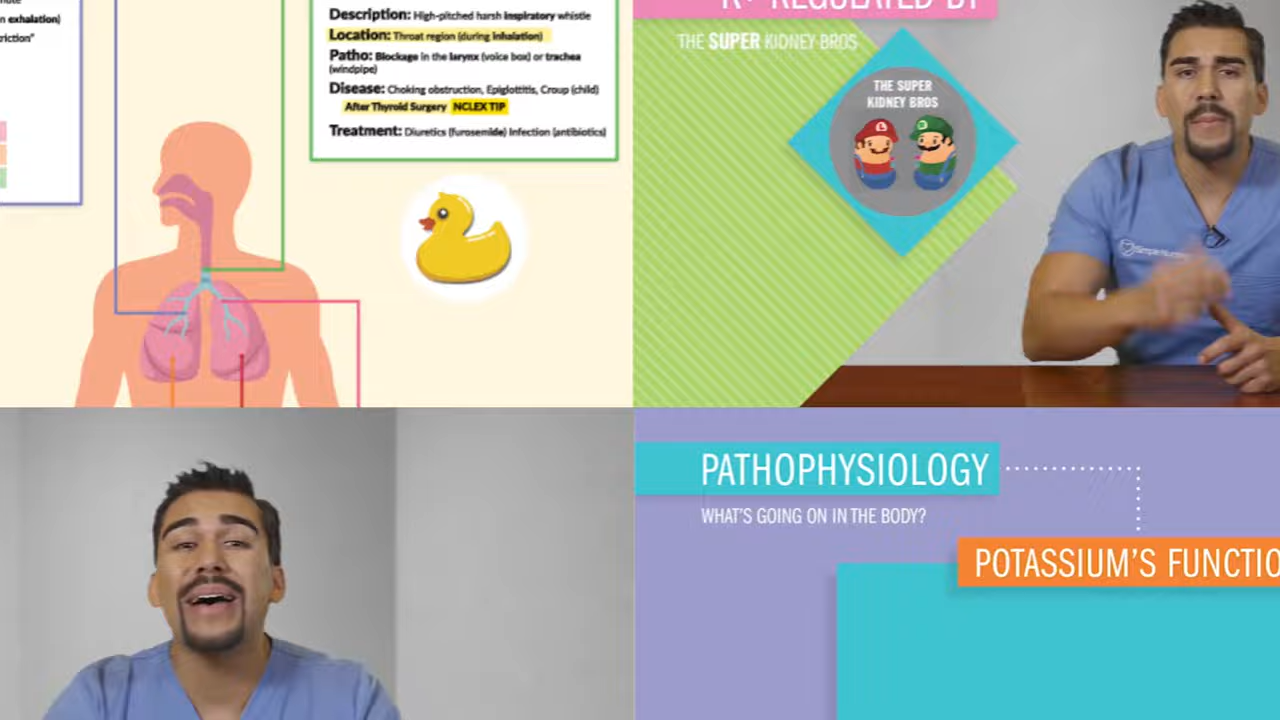 n exhalation)
riction"
Description: High-pitched harsh inspiratory whistle
Location: Throat region (during inhalation)
Patho: Blockage in the larynx (voice box) or trachea
(windpipe)
Disease: Choking obstruction, Epiglottitis, Croup (child)
After Thyroid Surgery NCLEX TIP
Treatment: Diuretics (furosemide) Infection (antibiotics)
K+ REGULATED BY
THE SUPER KIDNEY BROS
THE SUPER
KIDNEY BROS
L
L
PATHOPHYSIOLOGY
WHAT'S GOING ON IN THE BODY?
POTASSIUM'S FUNCTIO